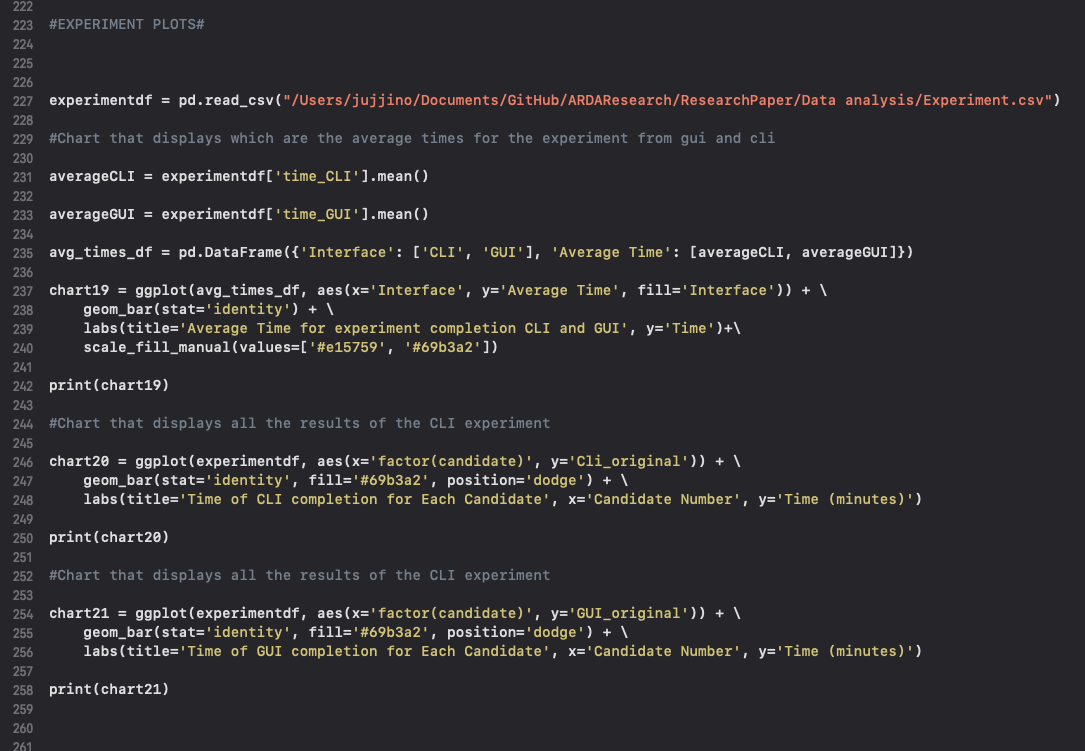 222
223 #EXPERIMENT PLOTS#
224
225
226
227 experimentdf = pd.read_csv("/Users/jujjino/Documents/GitHub/ARDAResearch/ResearchPaper/Data analysis/Experiment.csv")
228
229 #Chart that displays which are the average times for the experiment from gui and cli
230
231 averageCLI = experimentdf['time_CLI'].mean()
232
233 averageGUI = experimentdf['time_GUI'].mean()
234
235 avg_times_df = pd.DataFrame({'Interface': ['CLI', 'GUI'], 'Average Time': [averageCLI, averageGUI]})
236
237 chart19 = ggplot(avg_times_df, aes(x='Interface', y='Average Time', fill='Interface')) + \
238     geom_bar(stat='identity') + \
239     labs(title='Average Time for experiment completion CLI and GUI', y='Time')+\
240     scale_fill_manual(values=['#e15759', '#69b3a2'])
241
242 print(chart19)
243
244 #Chart that displays all the results of the CLI experiment
245
246 chart20 = ggplot(experimentdf, aes(x='factor(candidate)', y='Cli_original')) + \
247     geom_bar(stat='identity', fill='#69b3a2', position='dodge') + \
248     labs(title='Time of CLI completion for Each Candidate', x='Candidate Number', y='Time (minutes)')
249
250 print(chart20)
251
252 #Chart that displays all the results of the CLI experiment
253
254 chart21 = ggplot(experimentdf, aes(x='factor(candidate)', y='GUI_original')) + \
255     geom_bar(stat='identity', fill='#69b3a2', position='dodge') + \
256     labs(title='Time of GUI completion for Each Candidate', x='Candidate Number', y='Time (minutes)')
257
258 print(chart21)
259
260
261